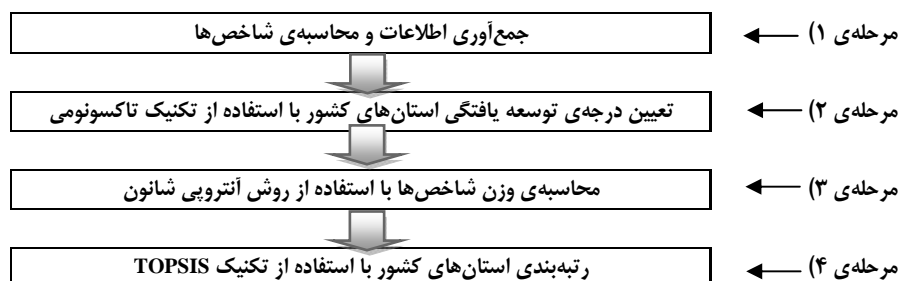 مرحله‌ی ۱) جمع‌آوری اطلاعات و محاسبه‌ی شاخص‌ها
مرحله‌ی ۲) تعیین درجه‌ی توسعه یافتگی استان‌های کشور با استفاده از تکنیک تاکسونومی
مرحله‌ی ۳) محاسبه‌ی وزن شاخص‌ها با استفاده از روش آنتروپی شانون
مرحله‌ی ۴) رتبه‌بندی استان‌های کشور با استفاده از تکنیک TOPSIS